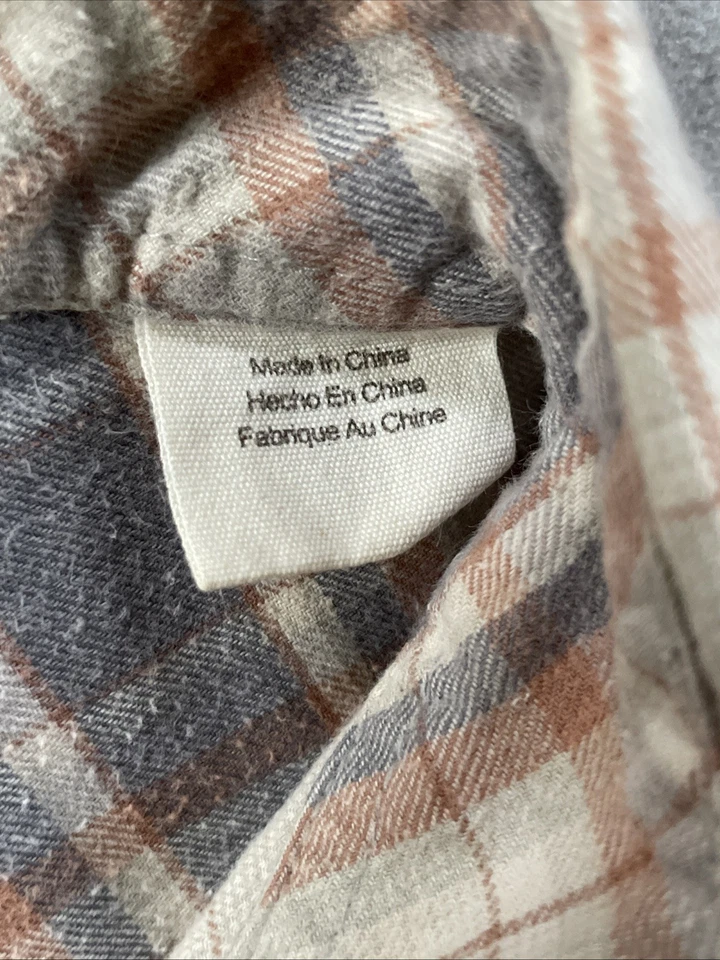 Made In China
Hecho En China
Fabrique Au Chine